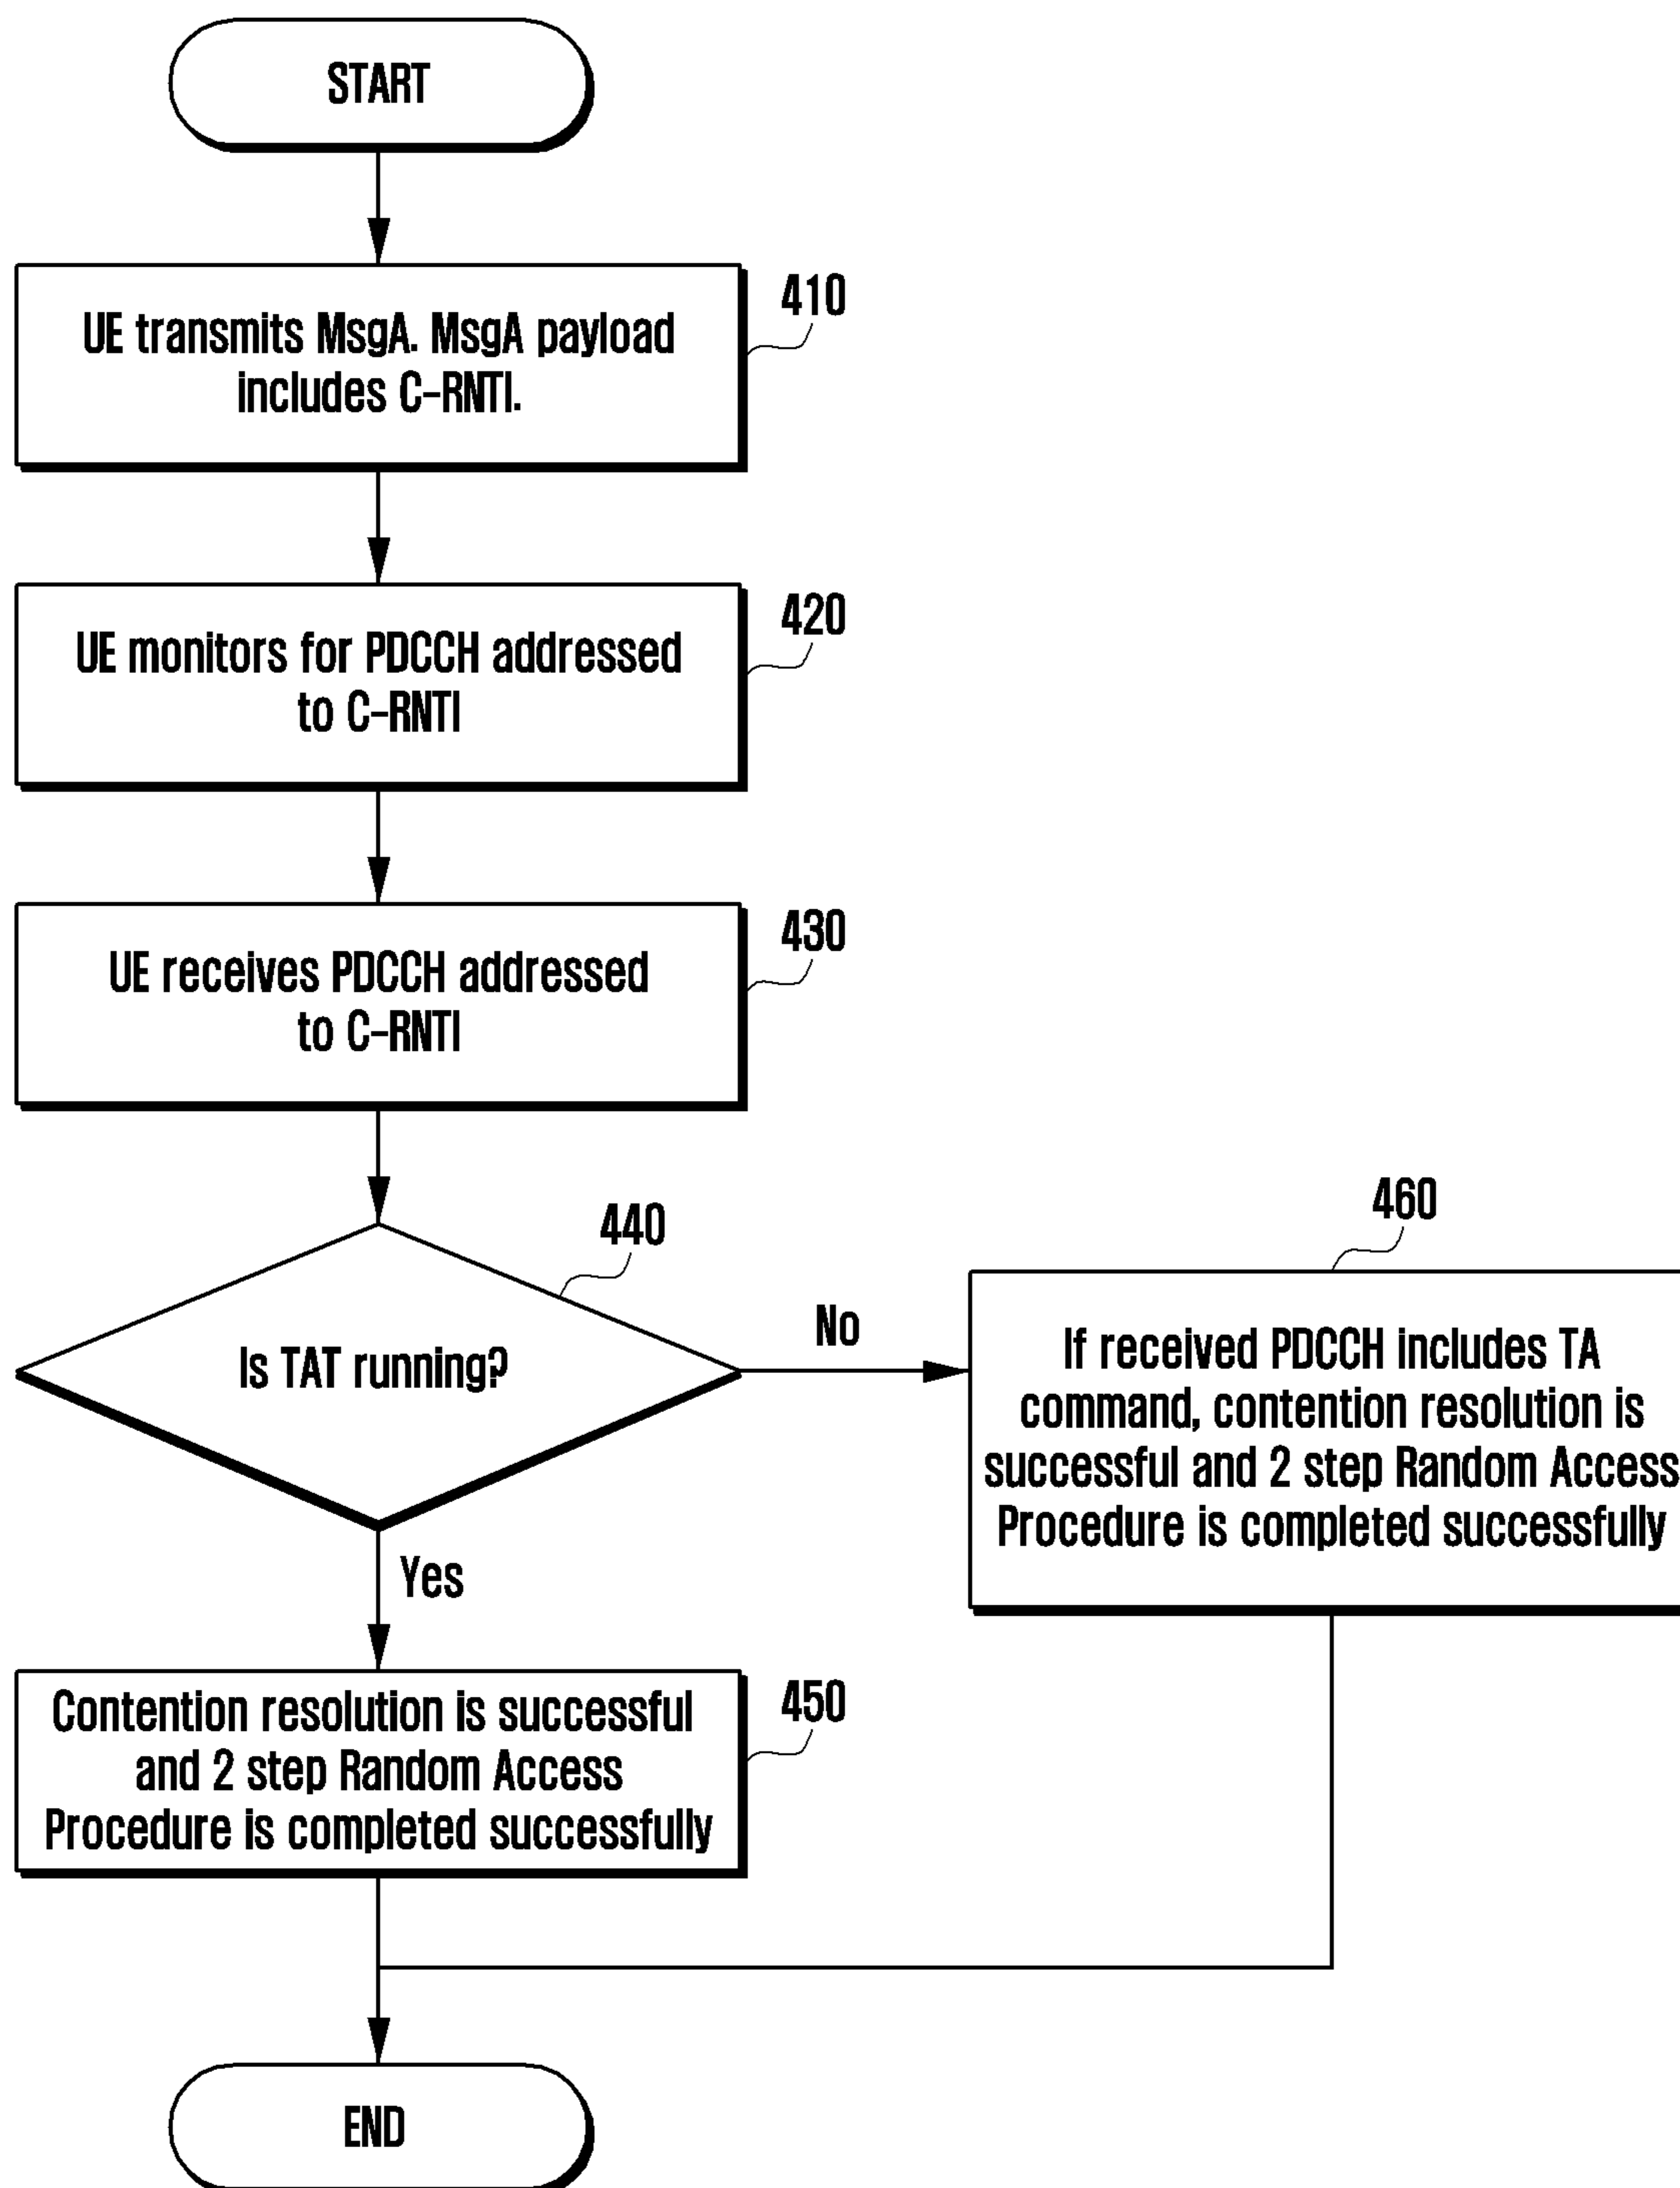 START
410
UE transmits MsgA. MsgA payload
includes C-RNTI.
420
UE monitors for PDCCH addressed
to C-RNTI
430
UE receives PDCCH addressed
to C-RNTI
440
Is TAT running?
No
460
If received PDCCH includes TA
command, contention resolution is
successful and 2 step Random Access
Procedure is completed successfully
Yes
450
Contention resolution is successful
and 2 step Random Access
Procedure is completed successfully
END